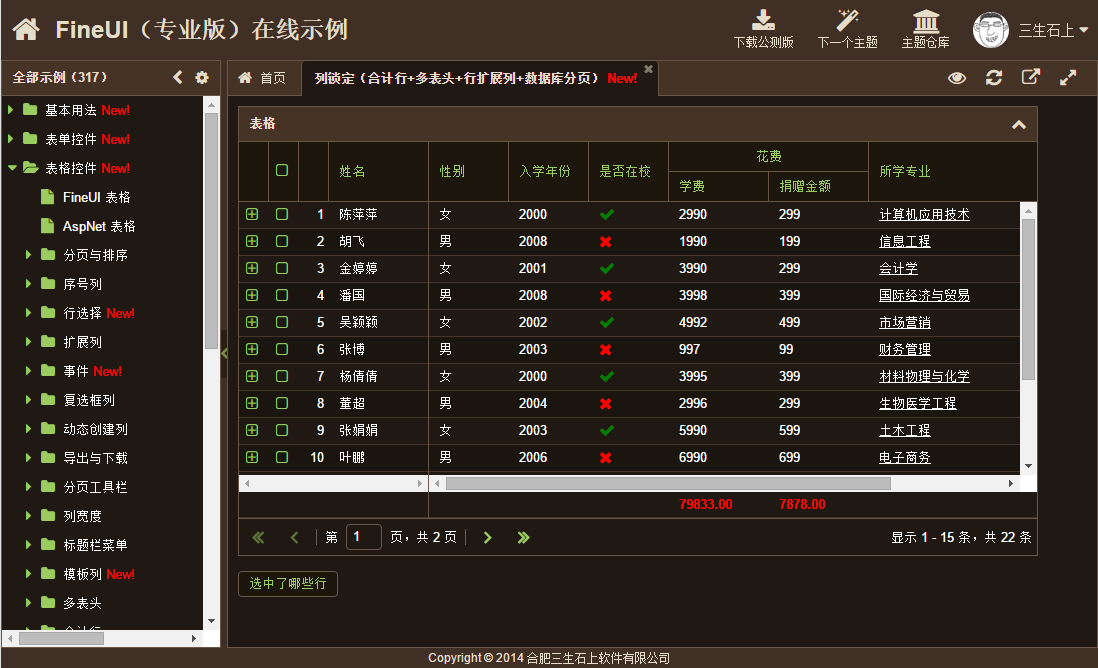 FineUI（专业版）在线示例
下载公测版 下一个主题 主题仓库 三生石上
全部示例（317）
首页 列锁定（合计行+多表头+行扩展列+数据库分页） New!
基本用法 New!
表单控件 New!
表格控件 New!
FineUI 表格
AspNet 表格
分页与排序
序号列
行选择 New!
扩展列
事件 New!
复选框列
动态创建列
导出与下载
分页工具栏
列宽度
标题栏菜单
模板列 New!
多表头
合计行
表格
姓名 性别 入学年份 是否在校 花费 所学专业
学费 捐赠金额
1 陈萍萍 女 2000 2990 299 计算机应用技术
2 胡飞 男 2008 1990 199 信息工程
3 金婷婷 女 2001 3990 299 会计学
4 潘国 男 2008 3998 399 国际经济与贸易
5 吴颖颖 女 2002 4992 499 市场营销
6 张博 男 2003 997 99 财务管理
7 杨倩倩 女 2000 3995 399 材料物理与化学
8 董超 男 2004 2996 299 生物医学工程
9 张娟娟 女 2003 5990 599 土木工程
10 叶鹏 男 2006 6990 699 电子商务
79833.00 7878.00
第 1 页，共 2 页 显示 1 - 15 条，共 22 条
选中了哪些行
Copyright © 2014 合肥三生石上软件有限公司